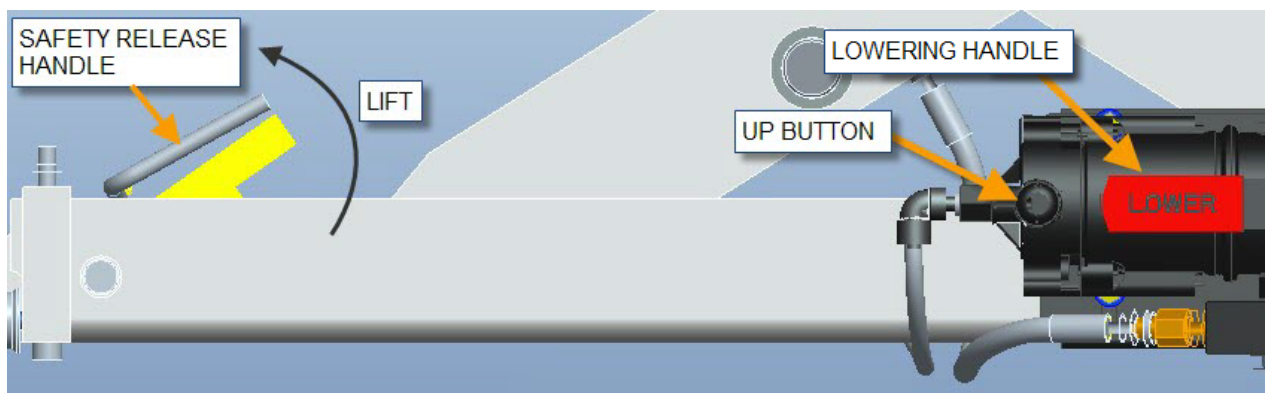 SAFETY RELEASE
HANDLE
LIFT
LOWERING HANDLE
UP BUTTON
LOWER